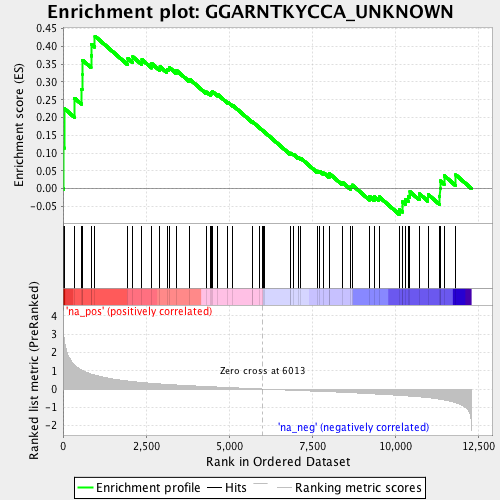 Enrichment plot: GGARNTKYCCA_UNKNOWN
Enrichment score (ES)
0.45
0.40
0.35
0.30
0.25
0.20
0.15
0.10
0.05
0.00
-0.05
'na_pos' (positively correlated)
Ranked list metric (PreRanked)
4
3
2
1
0
-1
-2
Zero cross at 6013
'na_neg' (negatively correlated)
0
2,500
5,000
7,500
10,000
12,500
Rank in Ordered Dataset
Enrichment profile
Hits
Ranking metric scores